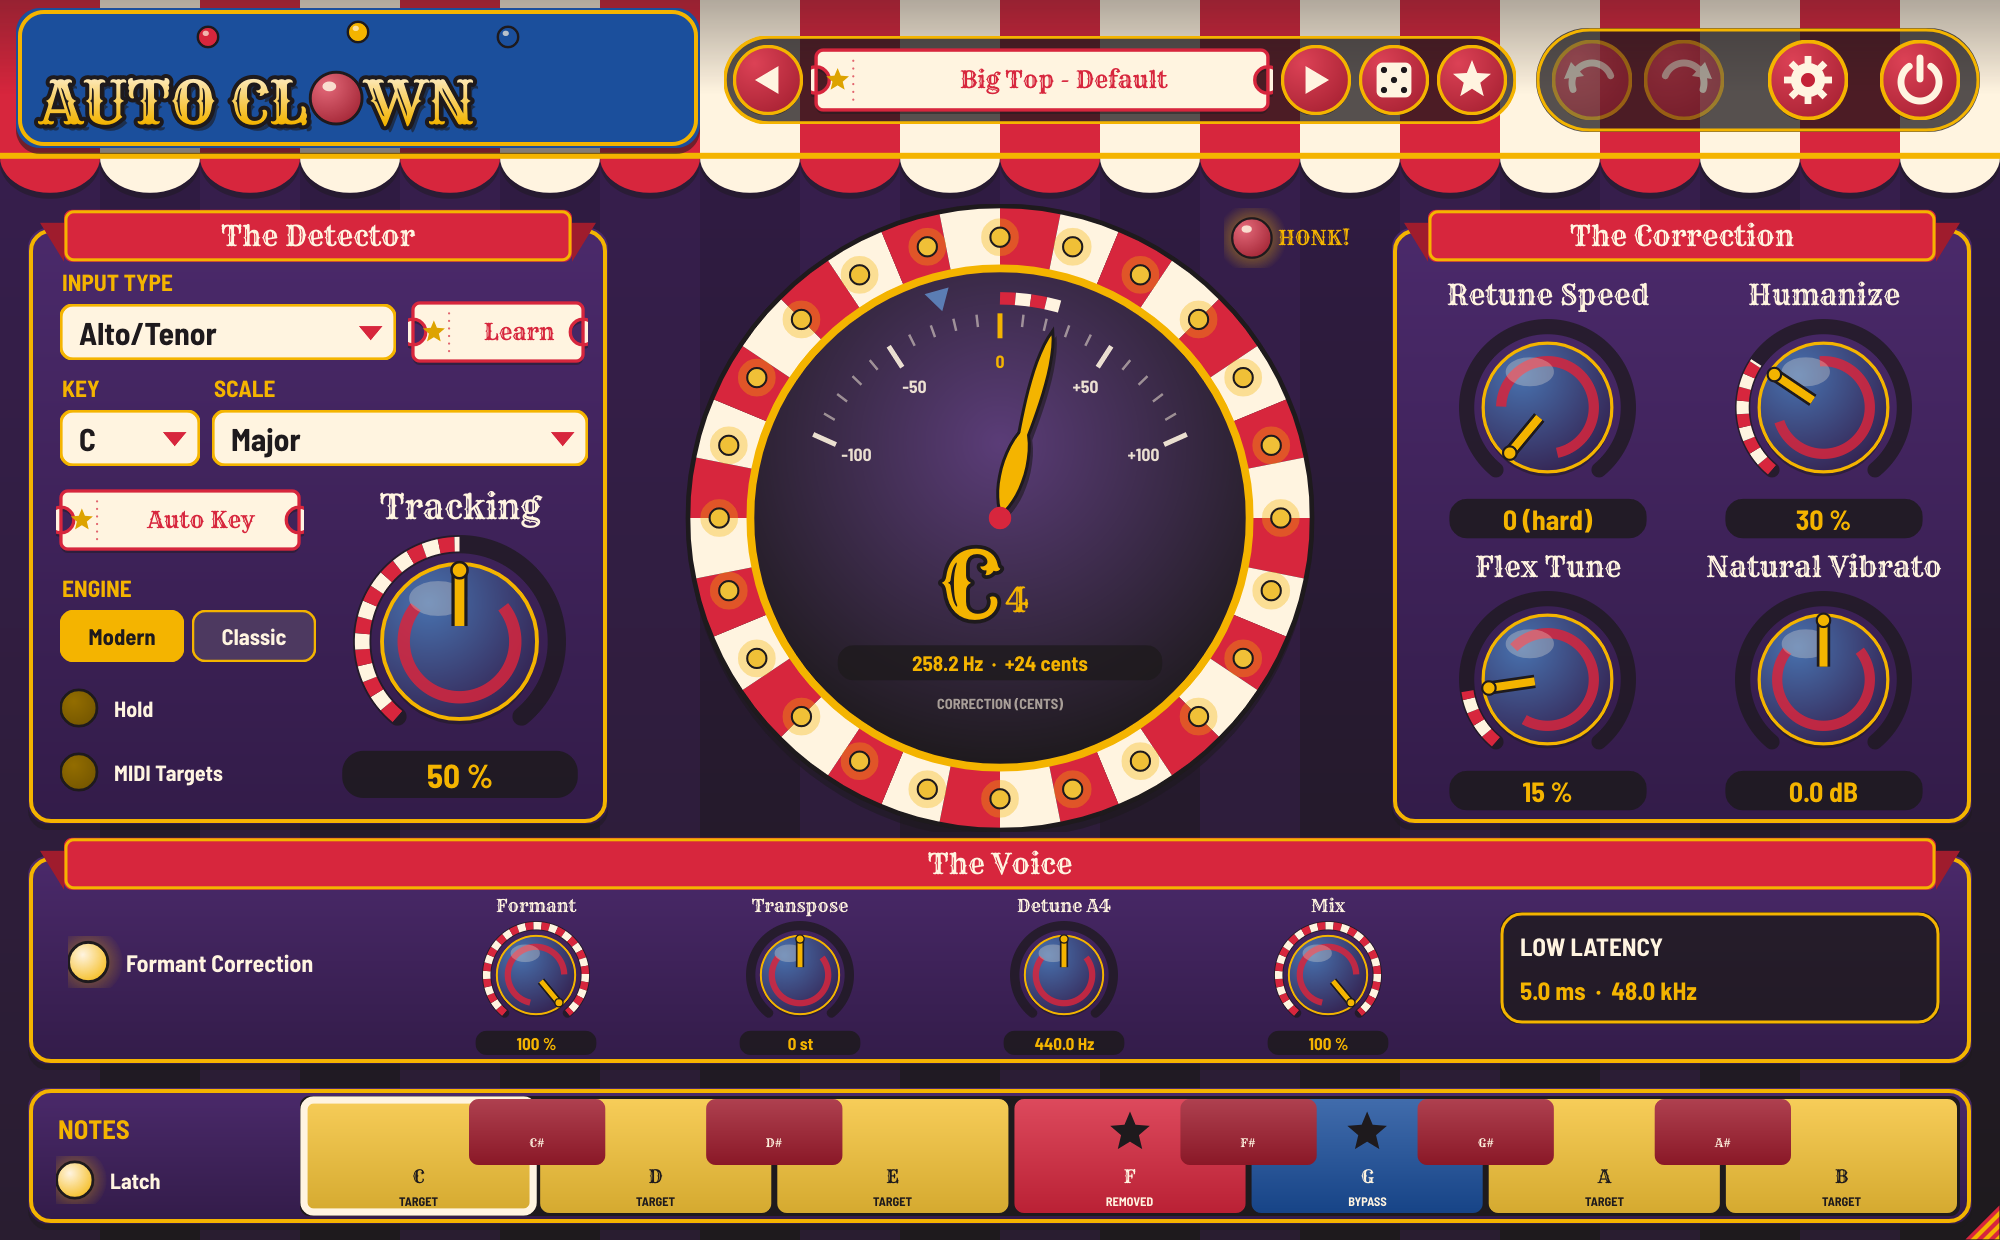 AUTO CLOWN
Big Top - Default
HONK!
The Detector
INPUT TYPE
Alto/Tenor
Learn
KEY
SCALE
C
Major
Auto Key
Tracking
ENGINE
Modern
Classic
Hold
MIDI Targets
50 %
0
-50
+50
-100
+100
C4
258.2 Hz · +24 cents
CORRECTION (CENTS)
The Correction
Retune Speed
Humanize
0 (hard)
30 %
Flex Tune
Natural Vibrato
15 %
0.0 dB
The Voice
Formant Correction
Formant
Transpose
Detune A4
Mix
100 %
0 st
440.0 Hz
100 %
LOW LATENCY
5.0 ms · 48.0 kHz
NOTES
Latch
C#
D#
F#
G#
A#
C
D
E
F
G
A
B
TARGET
TARGET
TARGET
REMOVED
BYPASS
TARGET
TARGET